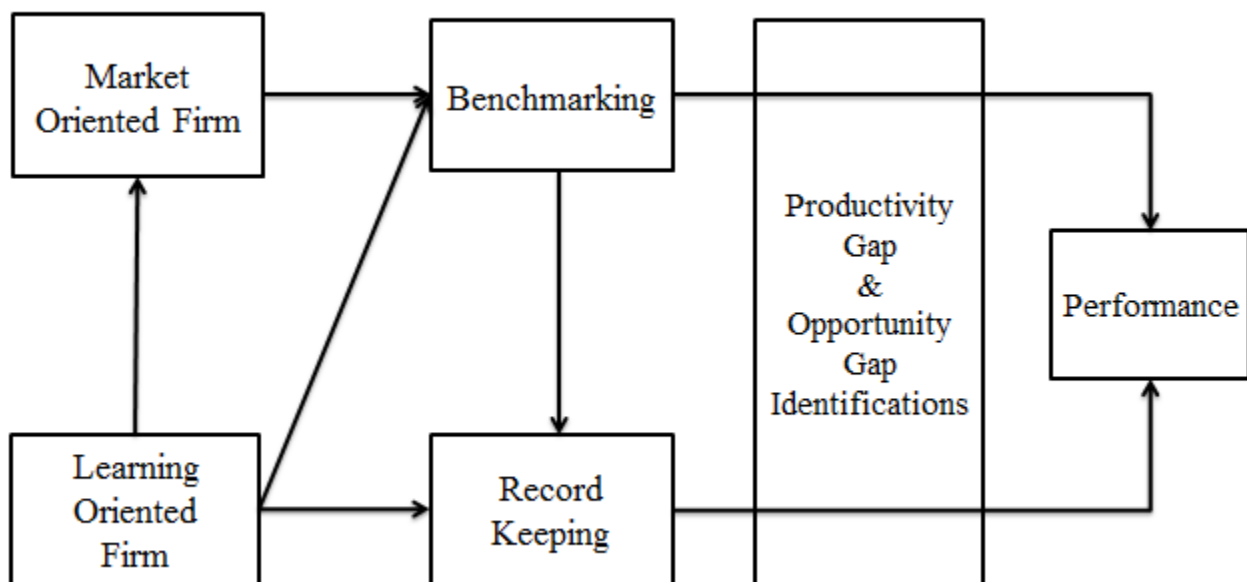 Market
Oriented Firm
Benchmarking
Productivity
Gap
&
Opportunity
Gap
Identifications
Performance
Learning
Oriented
Firm
Record
Keeping